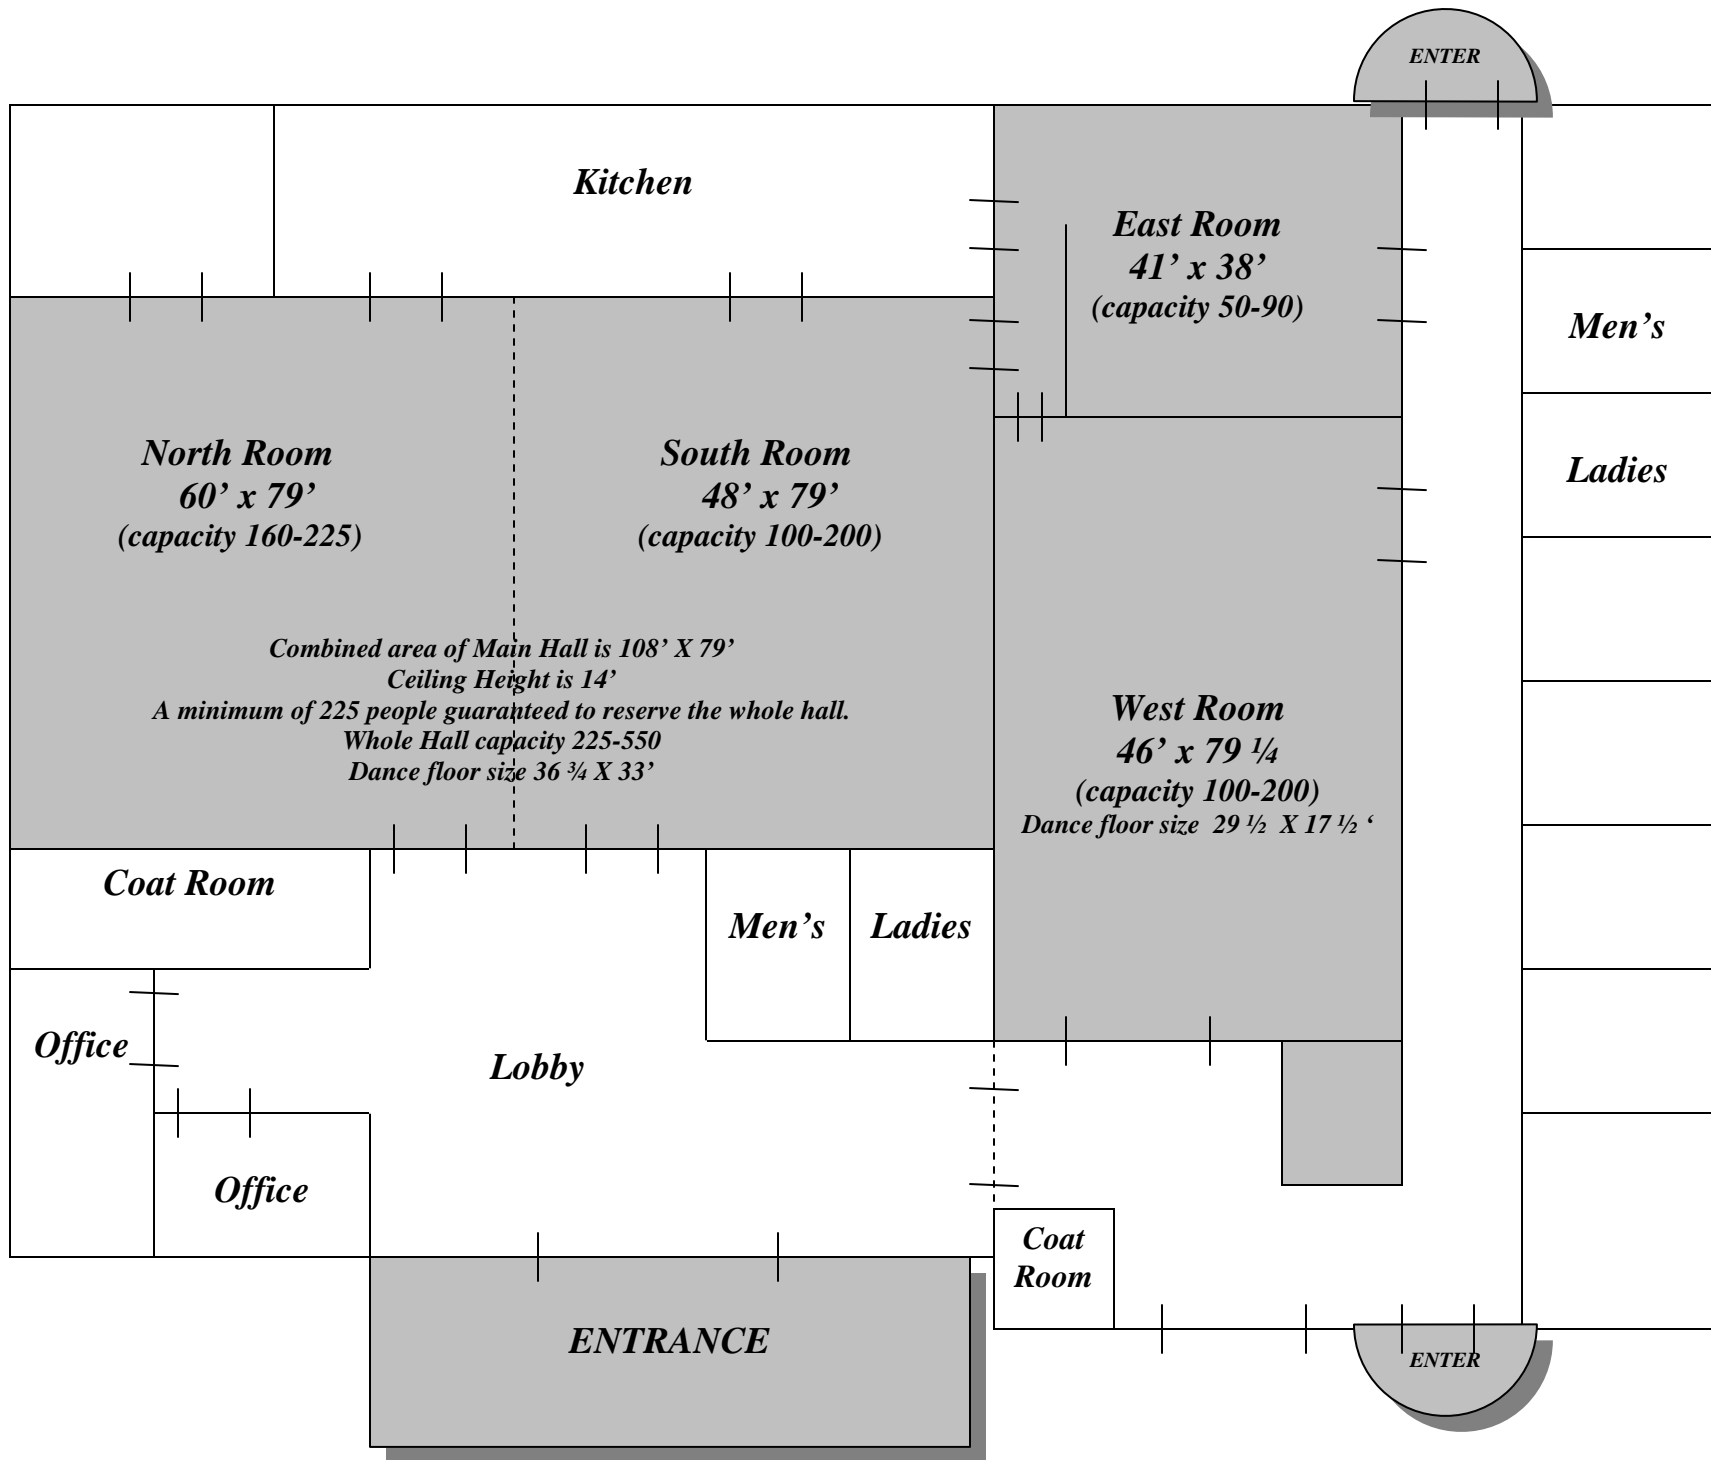 ENTER
Kitchen
East Room
41’ x 38’
(capacity 50-90)
Men’s
Ladies
North Room
60’ x 79’
(capacity 160-225)
South Room
48’ x 79’
(capacity 100-200)
Combined area of Main Hall is 108’ X 79’
Ceiling Height is 14’
A minimum of 225 people guaranteed to reserve the whole hall.
Whole Hall capacity 225-550
Dance floor size 36 ¾ X 33’
West Room
46’ x 79 ¼
(capacity 100-200)
Dance floor size 29 ½ X 17 ½ ‘
Coat Room
Men’s
Ladies
Office
Lobby
Office
Coat
Room
ENTRANCE
ENTER